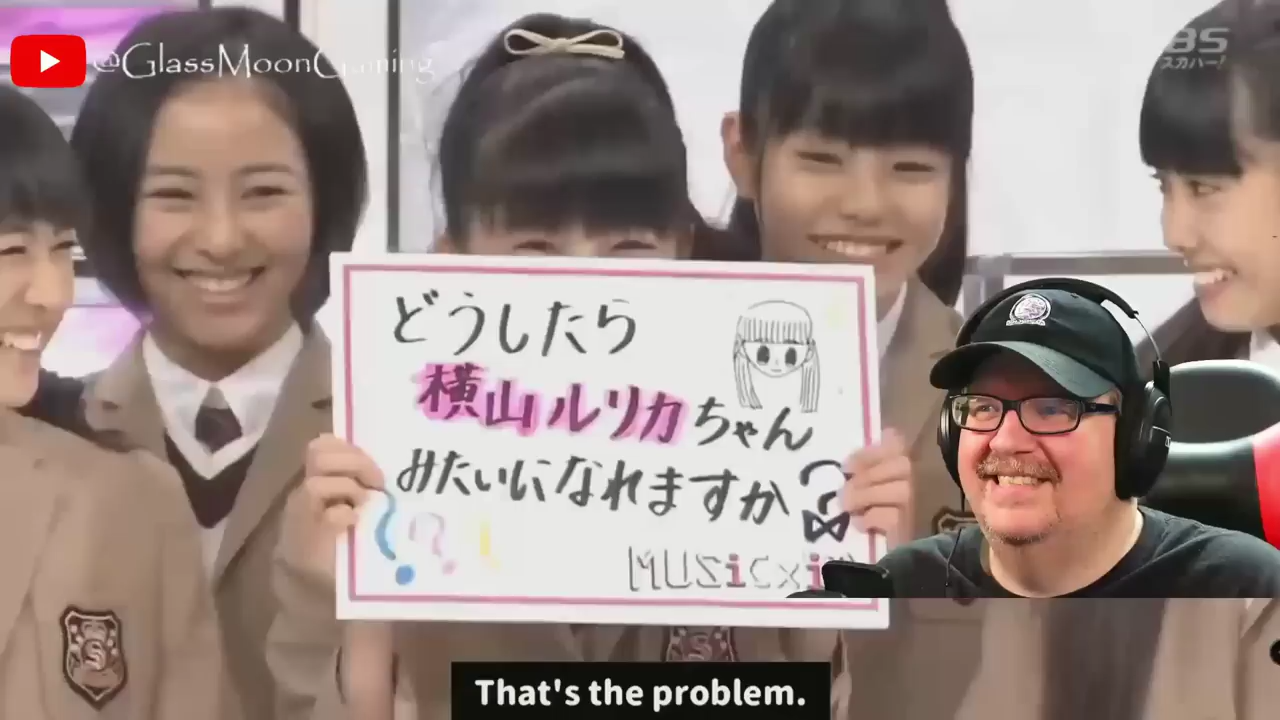 @GlassMoonGaming
BS
スカパー!
どうしたら
横山ルリカちゃん
みたいになれますか?
??!
MUSiC×i
S
That's the problem.